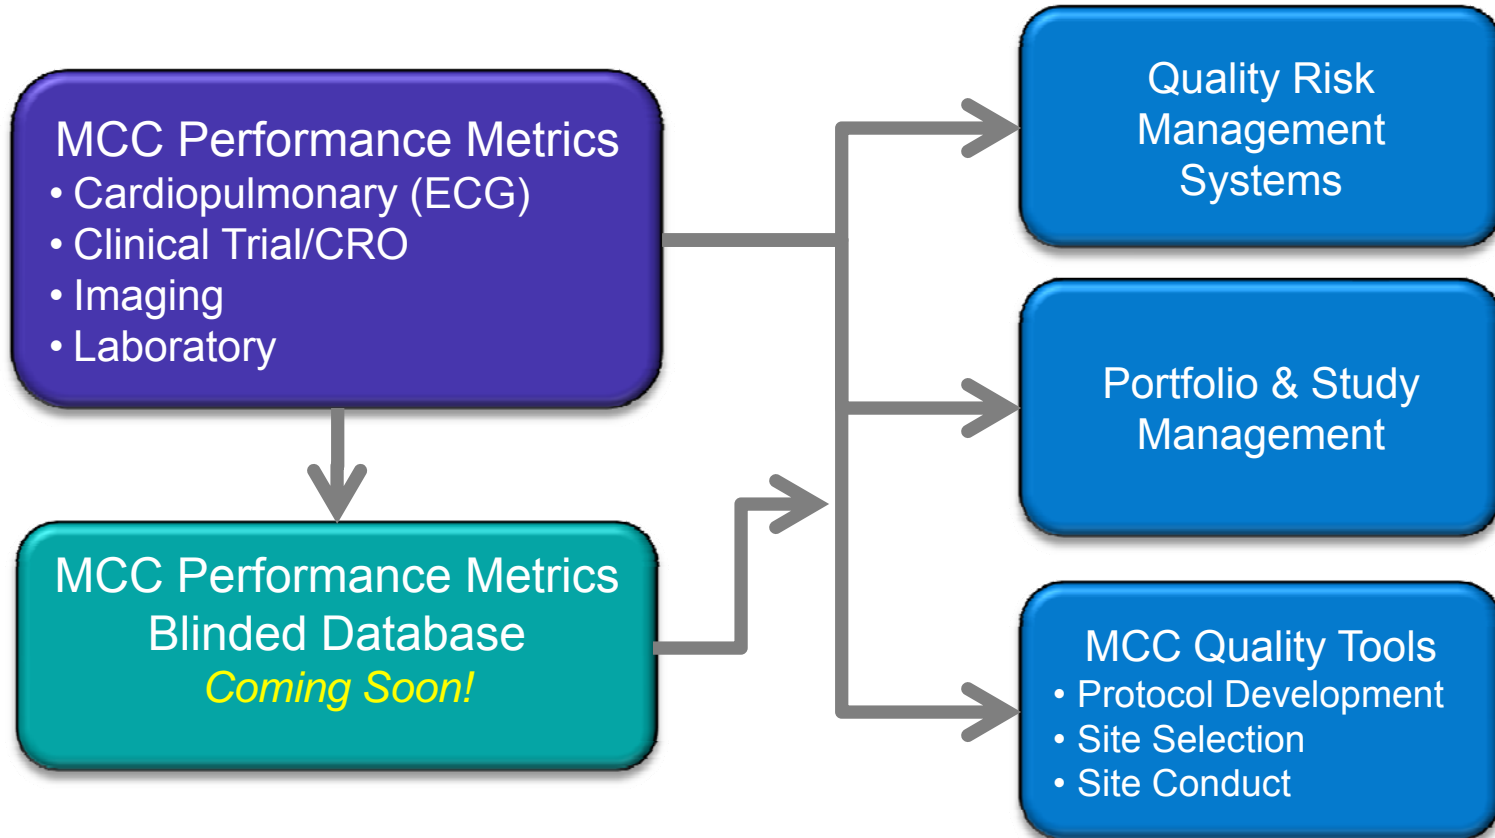 MCC Performance Metrics
• Cardiopulmonary (ECG)
• Clinical Trial/CRO
• Imaging
• Laboratory
MCC Performance Metrics
Blinded Database
Coming Soon!
Quality Risk
Management
Systems
Portfolio & Study
Management
MCC Quality Tools
• Protocol Development
• Site Selection
• Site Conduct